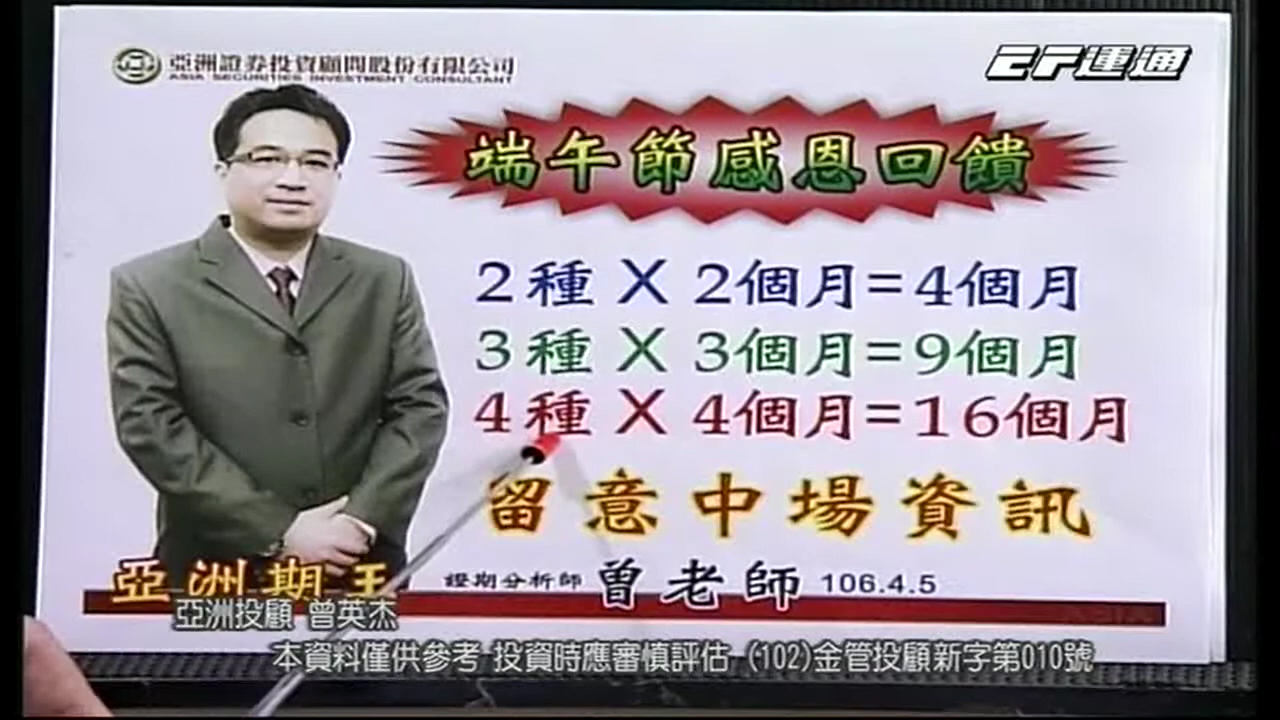 亞洲證券投資顧問股份有限公司
ASIA SECURITIES INVESTMENT CONSULTANT
EF運通
端午節感恩回饋
2種 X 2個月=4個月
3種 X 3個月=9個月
4種 X 4個月=16個月
留意中場資訊
亞洲期王
證期分析師 曾老師 106.4.5
亞洲投顧 曾英杰
本資料僅供參考 投資時應審慎評估 (102)金管投顧新字第010號